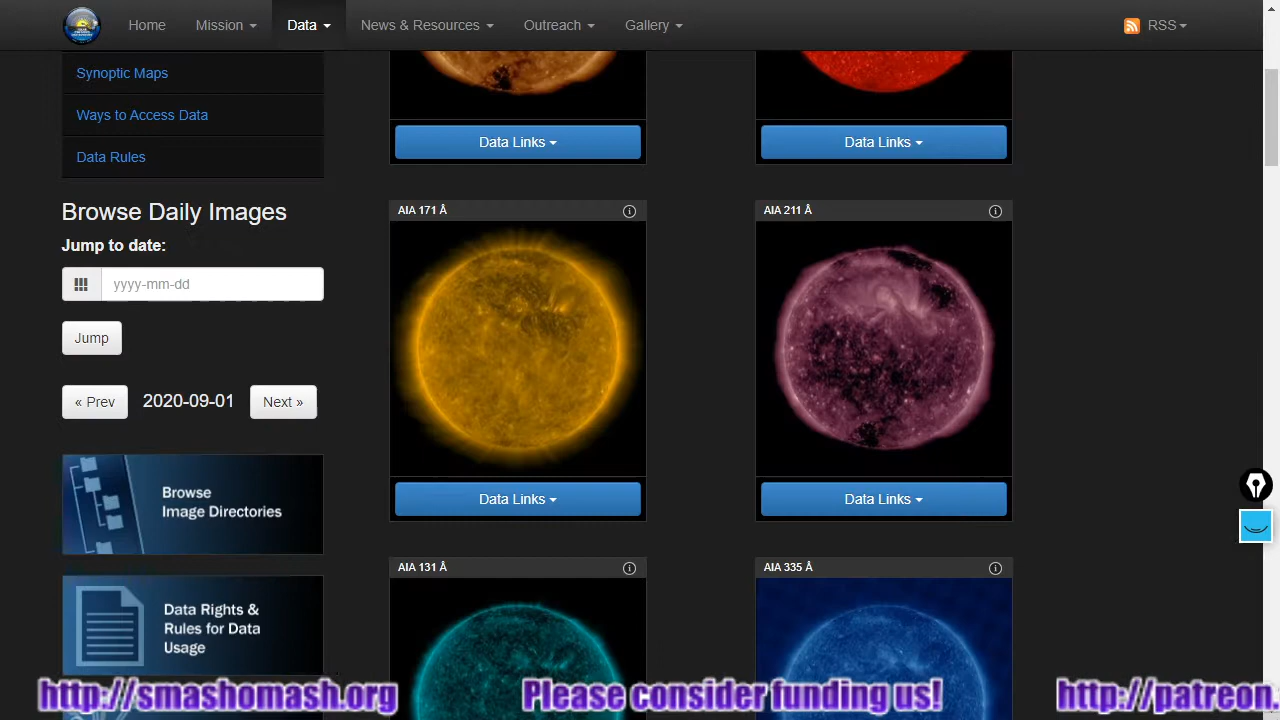 Home
Mission
Data
News & Resources
Outreach
Gallery
RSS
Synoptic Maps
Ways to Access Data
Data Rules
Browse Daily Images
Jump to date:
yyyy-mm-dd
Jump
« Prev
2020-09-01
Next »
Browse
Image Directories
Data Rights &
Rules for Data
Usage
Data Links
Data Links
AIA 171 Å
AIA 211 Å
Data Links
Data Links
AIA 131 Å
AIA 335 Å
http://smashomash.org
Please consider funding us!
http://patreon.